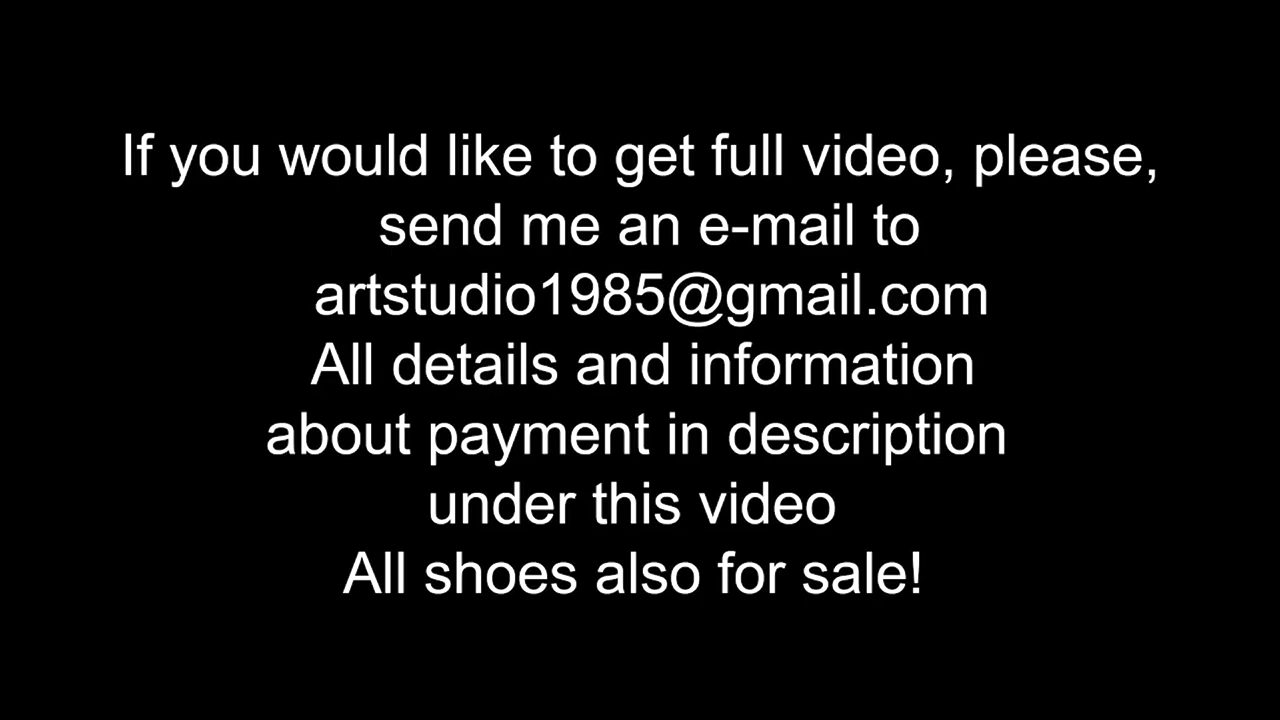 If you would like to get full video, please,
send me an e-mail to
artstudio1985@gmail.com
All details and information
about payment in description
under this video
All shoes also for sale!